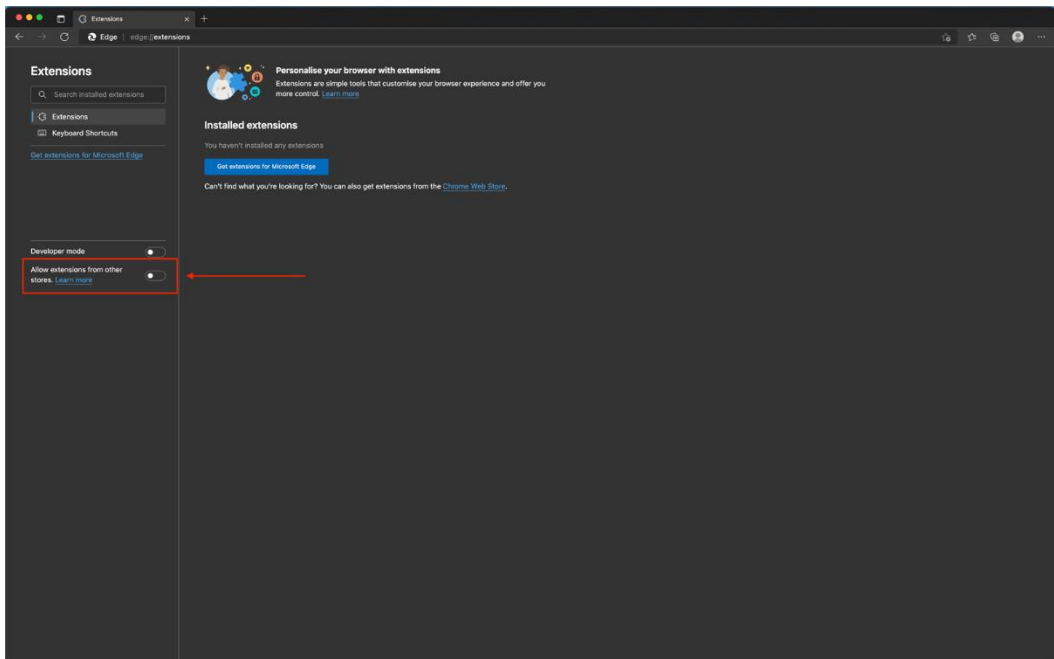 Extensions
Edge | edge://extensions
Extensions
Search installed extensions
Extensions
Keyboard Shortcuts
Get extensions for Microsoft Edge
Developer mode
Allow extensions from other
stores. Learn more
Personalise your browser with extensions
Extensions are simple tools that customise your browser experience and offer you
more control. Learn more
Installed extensions
You haven't installed any extensions
Get extensions for Microsoft Edge
Can't find what you're looking for? You can also get extensions from the Chrome Web Store.